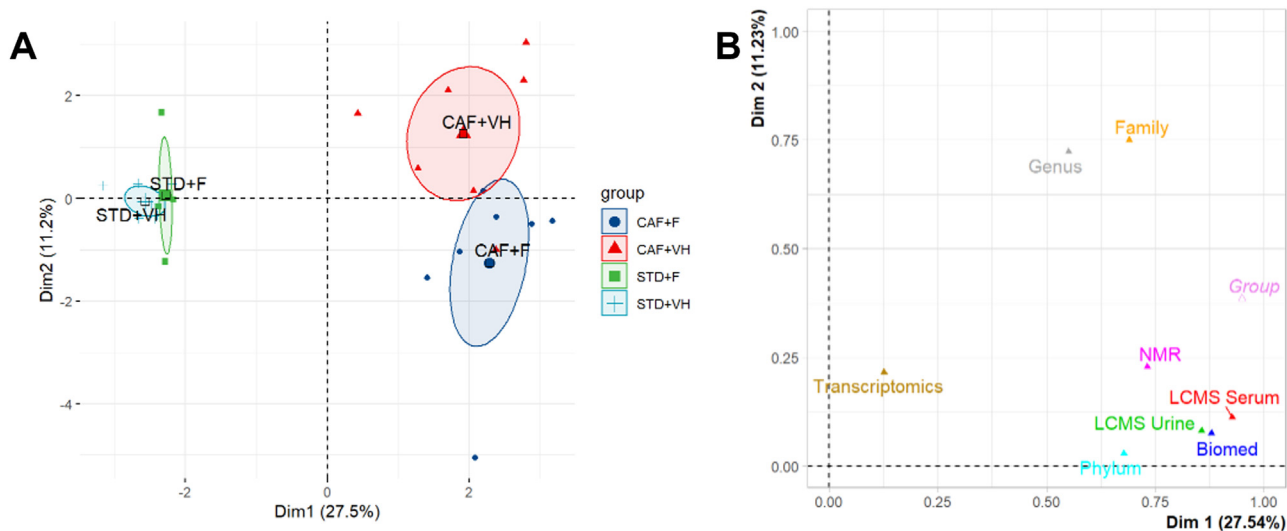 A
2
0
-2
-4
Dim2 (11.2%)
-2
0
2
Dim1 (27.5%)
CAF+VH
STD+F
STD+VH
CAF+F
group
CAF+F
CAF+VH
STD+F
STD+VH
B
Dim 2 (11.23%)
1.00
0.75
0.50
0.25
0.00
Family
Genus
Group
NMR
Transcriptomics
LCMS Serum
LCMS Urine
Biomed
Phylum
0.00
0.25
0.50
0.75
1.00
Dim 1 (27.54%)